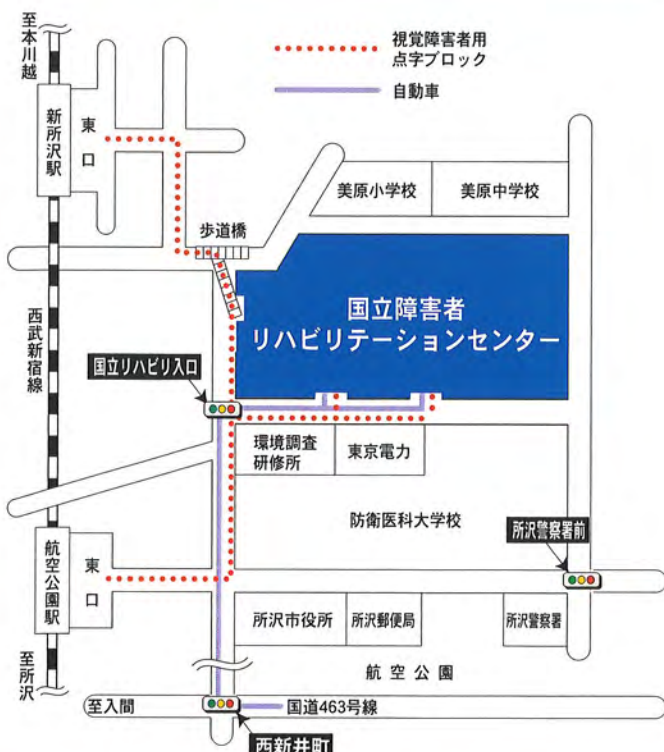 至本川越
視覚障害者用
点字ブロック
自動車
新所沢駅
東口
美原小学校
美原中学校
歩道橋
国立障害者
リハビリテーションセンター
西武新宿線
国立リハビリ入口
環境調査
研修所
東京電力
防衛医科大学校
所沢警察署前
航空公園駅
東口
所沢市役所
所沢郵便局
所沢警察署
至所沢
航空公園
至入間
国道463号線
西新井町